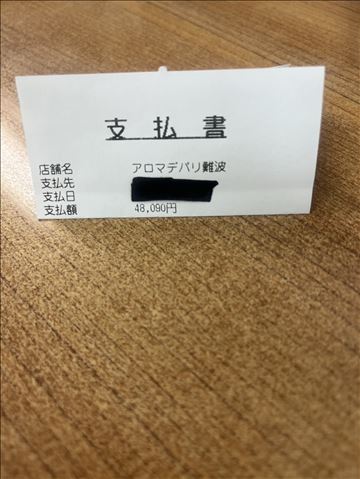 支払書
店舗名 アロマデパリ難波
支払先
支払日
支払額 48,090円